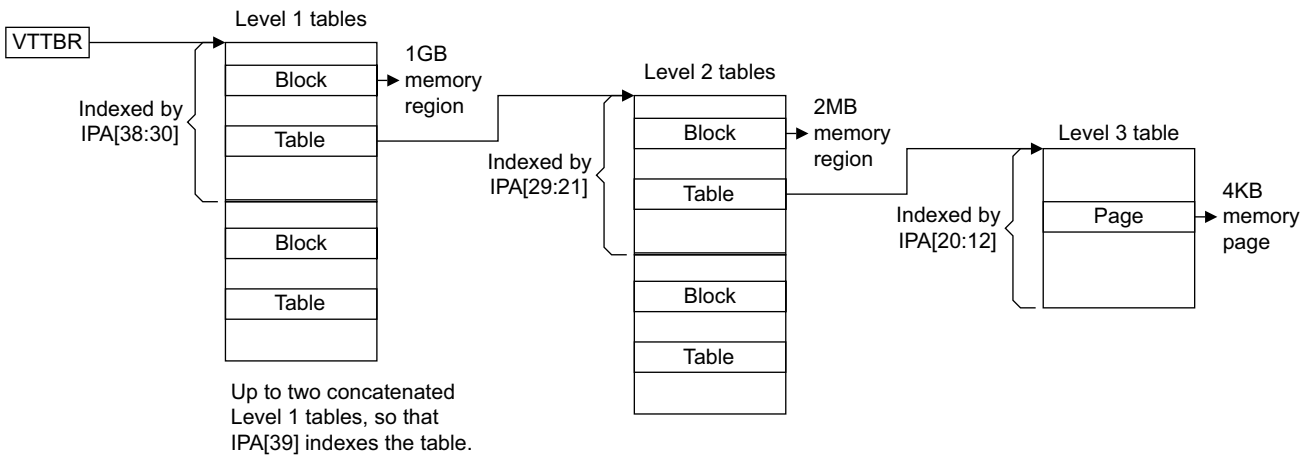 Level 1 tables
VTTBR
Block
1GB
memory
region
Indexed by
IPA[38:30]
Table
Block
Table
Up to two concatenated
Level 1 tables, so that
IPA[39] indexes the table.
Level 2 tables
Block
2MB
memory
region
Indexed by
IPA[29:21]
Table
Block
Table
Level 3 table
Indexed by
IPA[20:12]
Page
4KB
memory
page